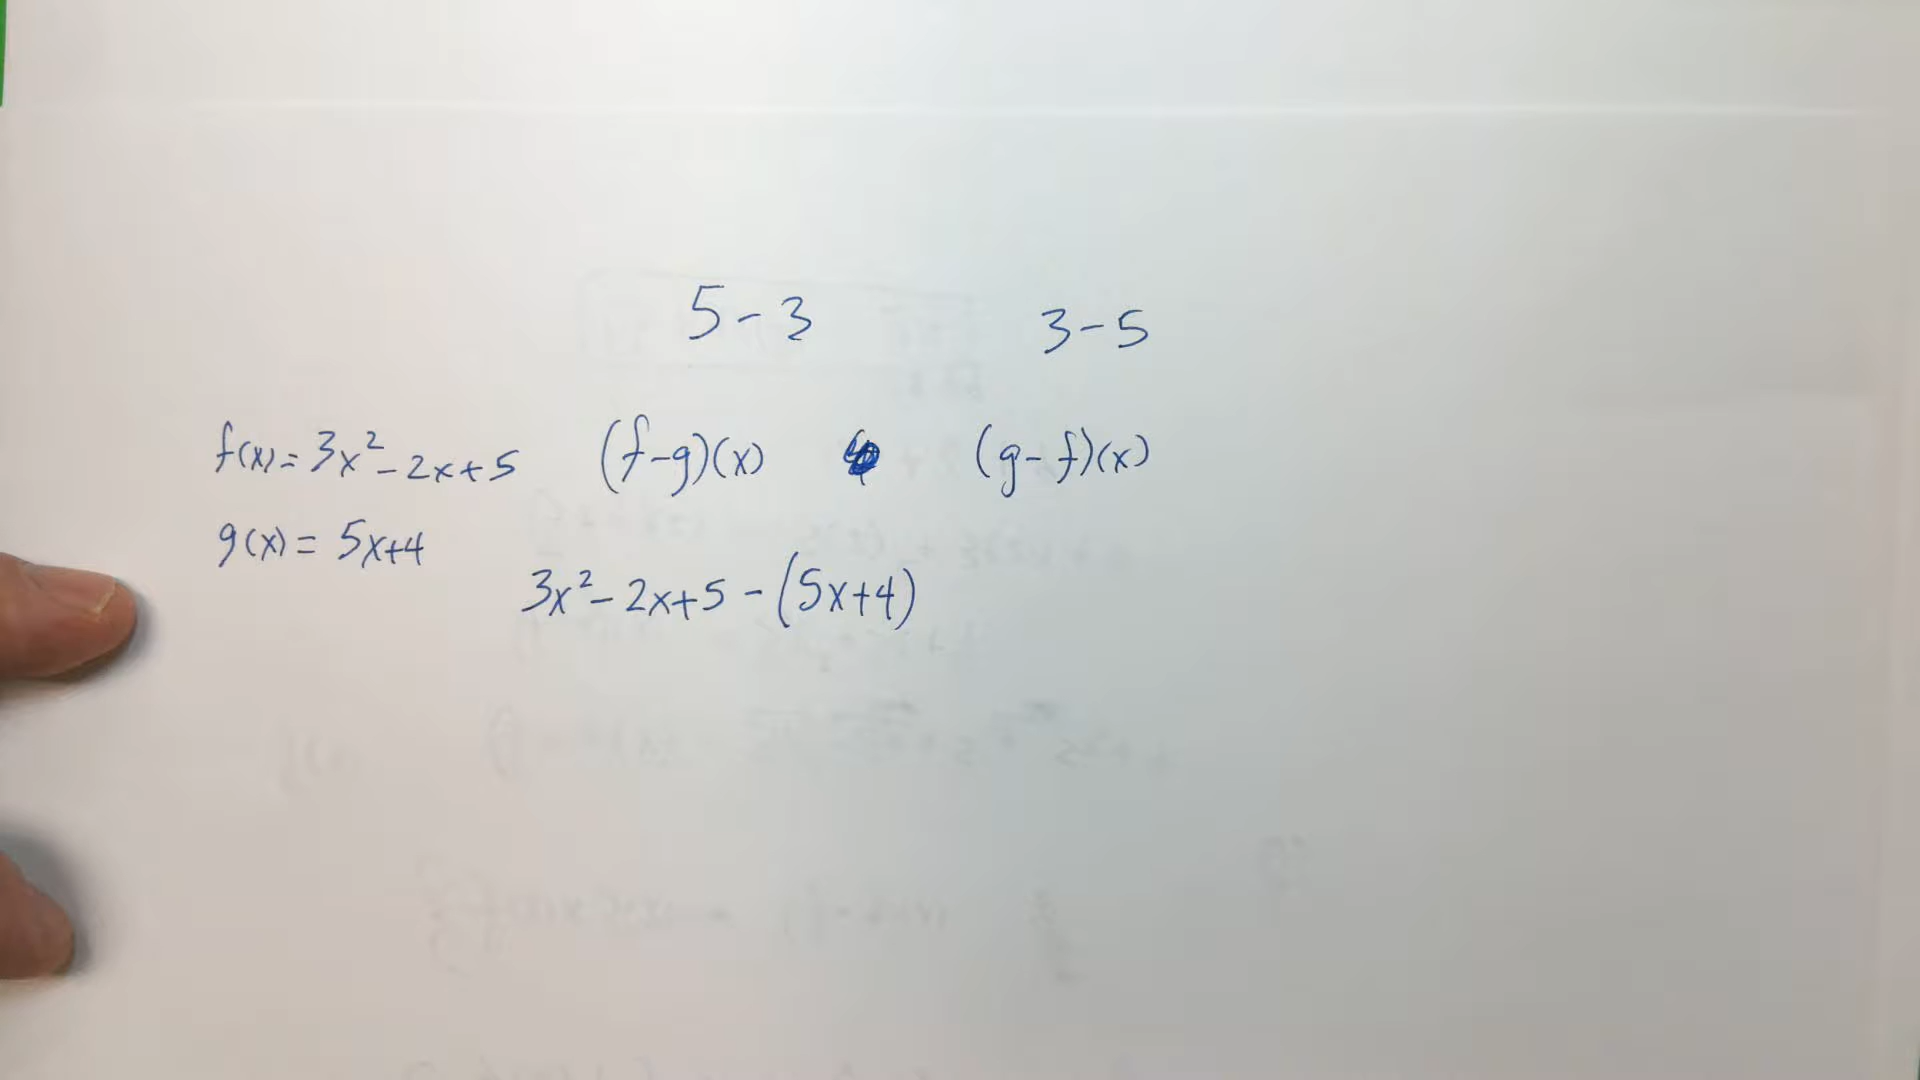 5-3 3-5
f(x)=3x²-2x+5 (f-g)(x) (g-f)(x)
g(x)= 5x+4
3x²-2x+5 -(5x+4)